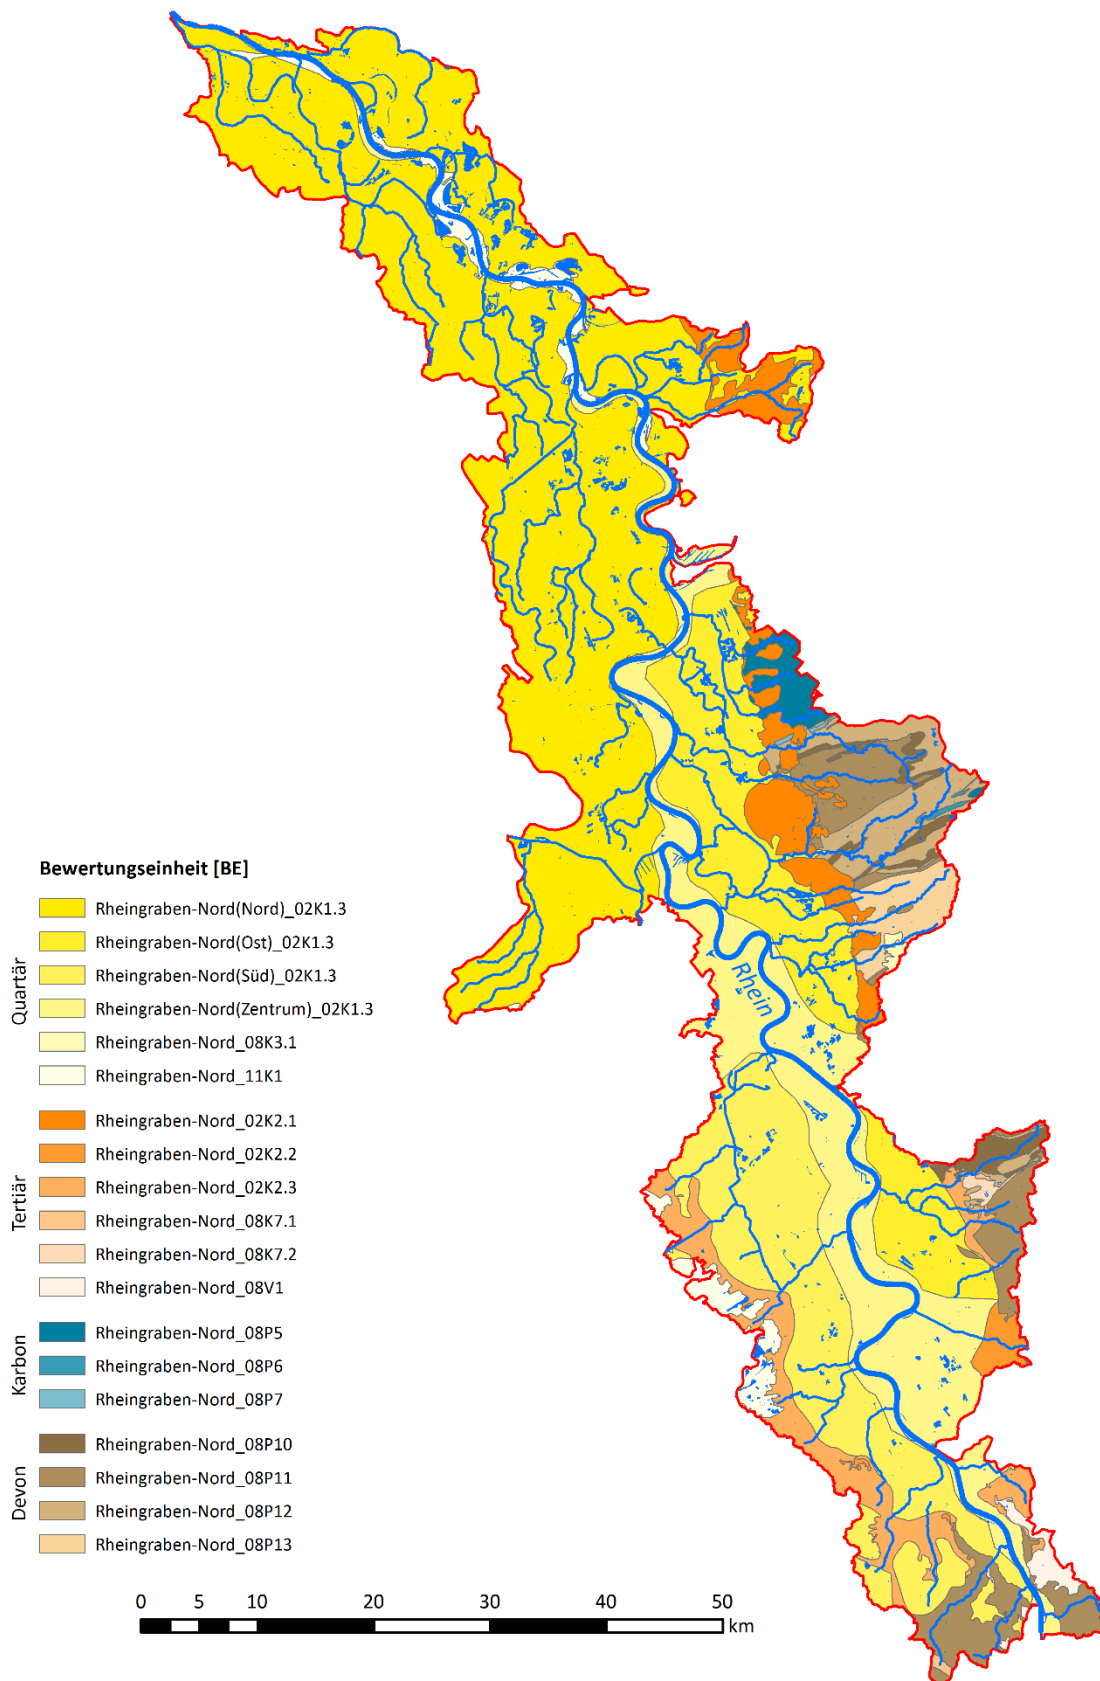 Rhein
Bewertungseinheit [BE]
Quartär
Rheingraben-Nord(Nord)_02K1.3
Rheingraben-Nord(Ost)_02K1.3
Rheingraben-Nord(Süd)_02K1.3
Rheingraben-Nord(Zentrum)_02K1.3
Rheingraben-Nord_08K3.1
Rheingraben-Nord_11K1
Tertiär
Rheingraben-Nord_02K2.1
Rheingraben-Nord_02K2.2
Rheingraben-Nord_02K2.3
Rheingraben-Nord_08K7.1
Rheingraben-Nord_08K7.2
Rheingraben-Nord_08V1
Karbon
Rheingraben-Nord_08P5
Rheingraben-Nord_08P6
Rheingraben-Nord_08P7
Devon
Rheingraben-Nord_08P10
Rheingraben-Nord_08P11
Rheingraben-Nord_08P12
Rheingraben-Nord_08P13
0 5 10 20 30 40 50
km